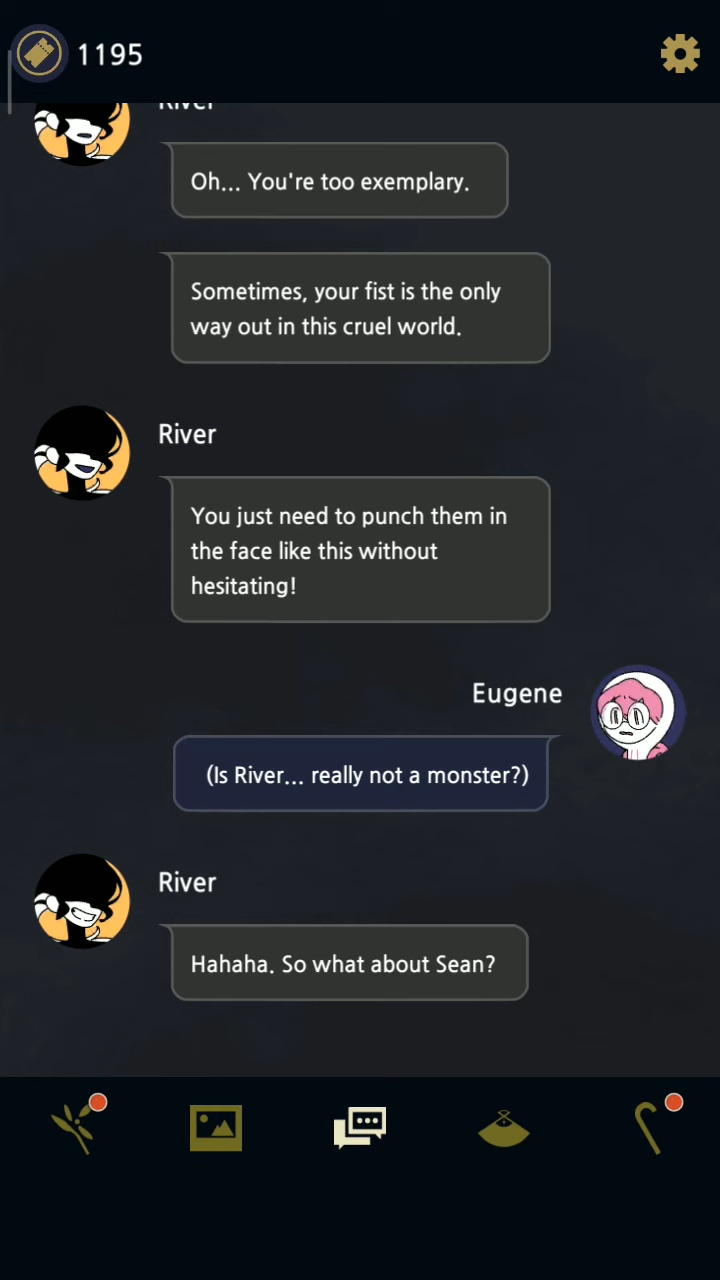 1195
River
Oh... You're too exemplary.
Sometimes, your fist is the only
way out in this cruel world.
River
You just need to punch them in
the face like this without
hesitating!
Eugene
(Is River... really not a monster?)
River
Hahaha. So what about Sean?